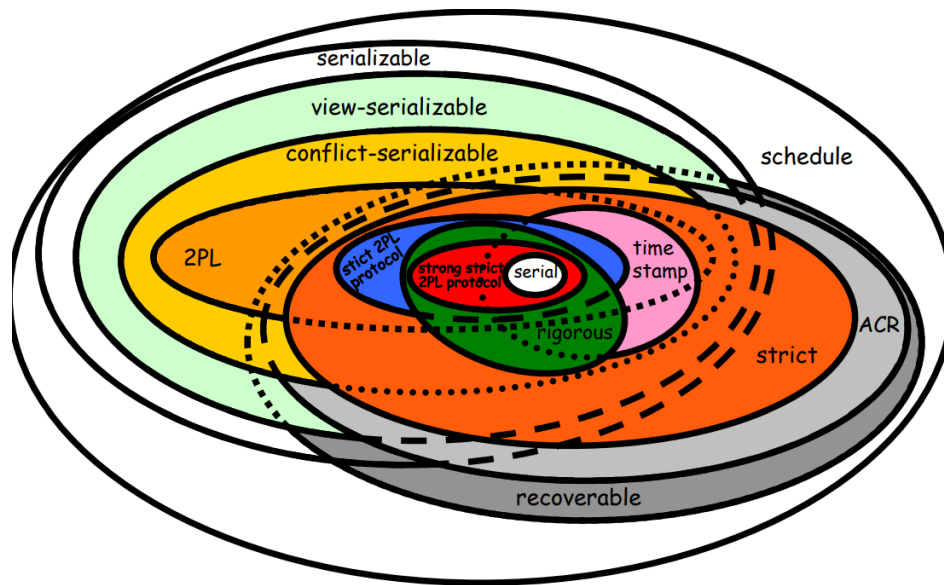 serializable
view-serializable
conflict-serializable
schedule
2PL
stict 2PL
protocol
strong strict
2PL protocol
serial
time
stamp
rigorous
ACR
strict
recoverable